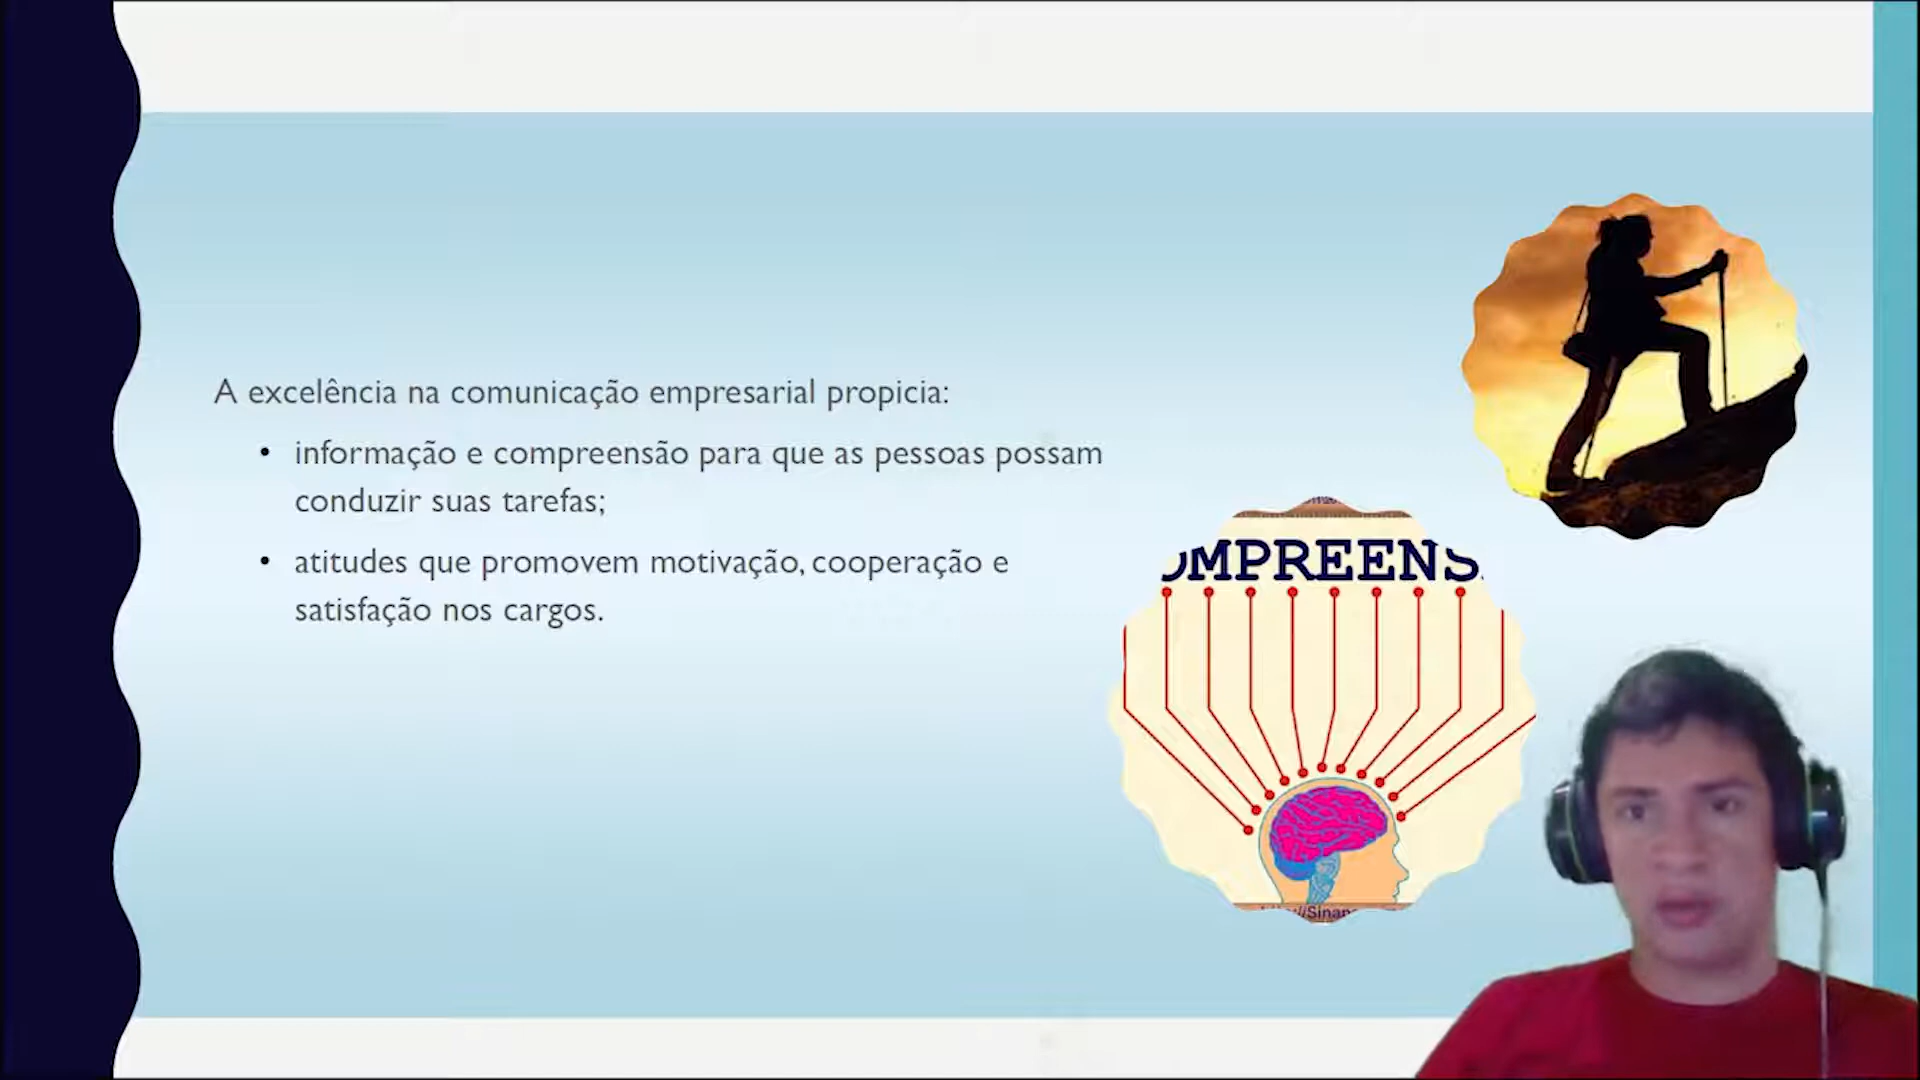 A excelência na comunicação empresarial propicia:
• informação e compreensão para que as pessoas possam
conduzir suas tarefas;
• atitudes que promovem motivação, cooperação e
satisfação nos cargos.
OMPREENS